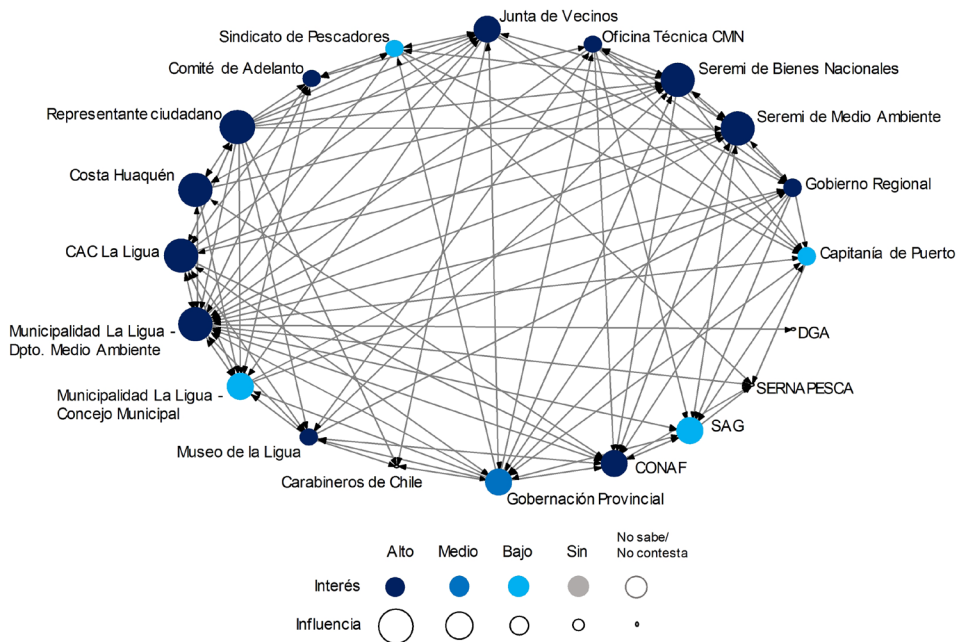 Junta de Vecinos
Sindicato de Pescadores
Oficina Técnica CMN
Comité de Adelanto
Seremi de Bienes Nacionales
Representante ciudadano
Seremi de Medio Ambiente
Costa Huaquén
Gobierno Regional
CAC La Ligua
Capitanía de Puerto
Municipalidad La Ligua -
Dpto. Medio Ambiente
DGA
Municipalidad La Ligua -
Concejo Municipal
SERNAPESCA
SAG
Museo de la Ligua
CONAF
Carabineros de Chile
Gobernación Provincial
Alto Medio Bajo Sin No sabe/
No contesta
Interés
Influencia